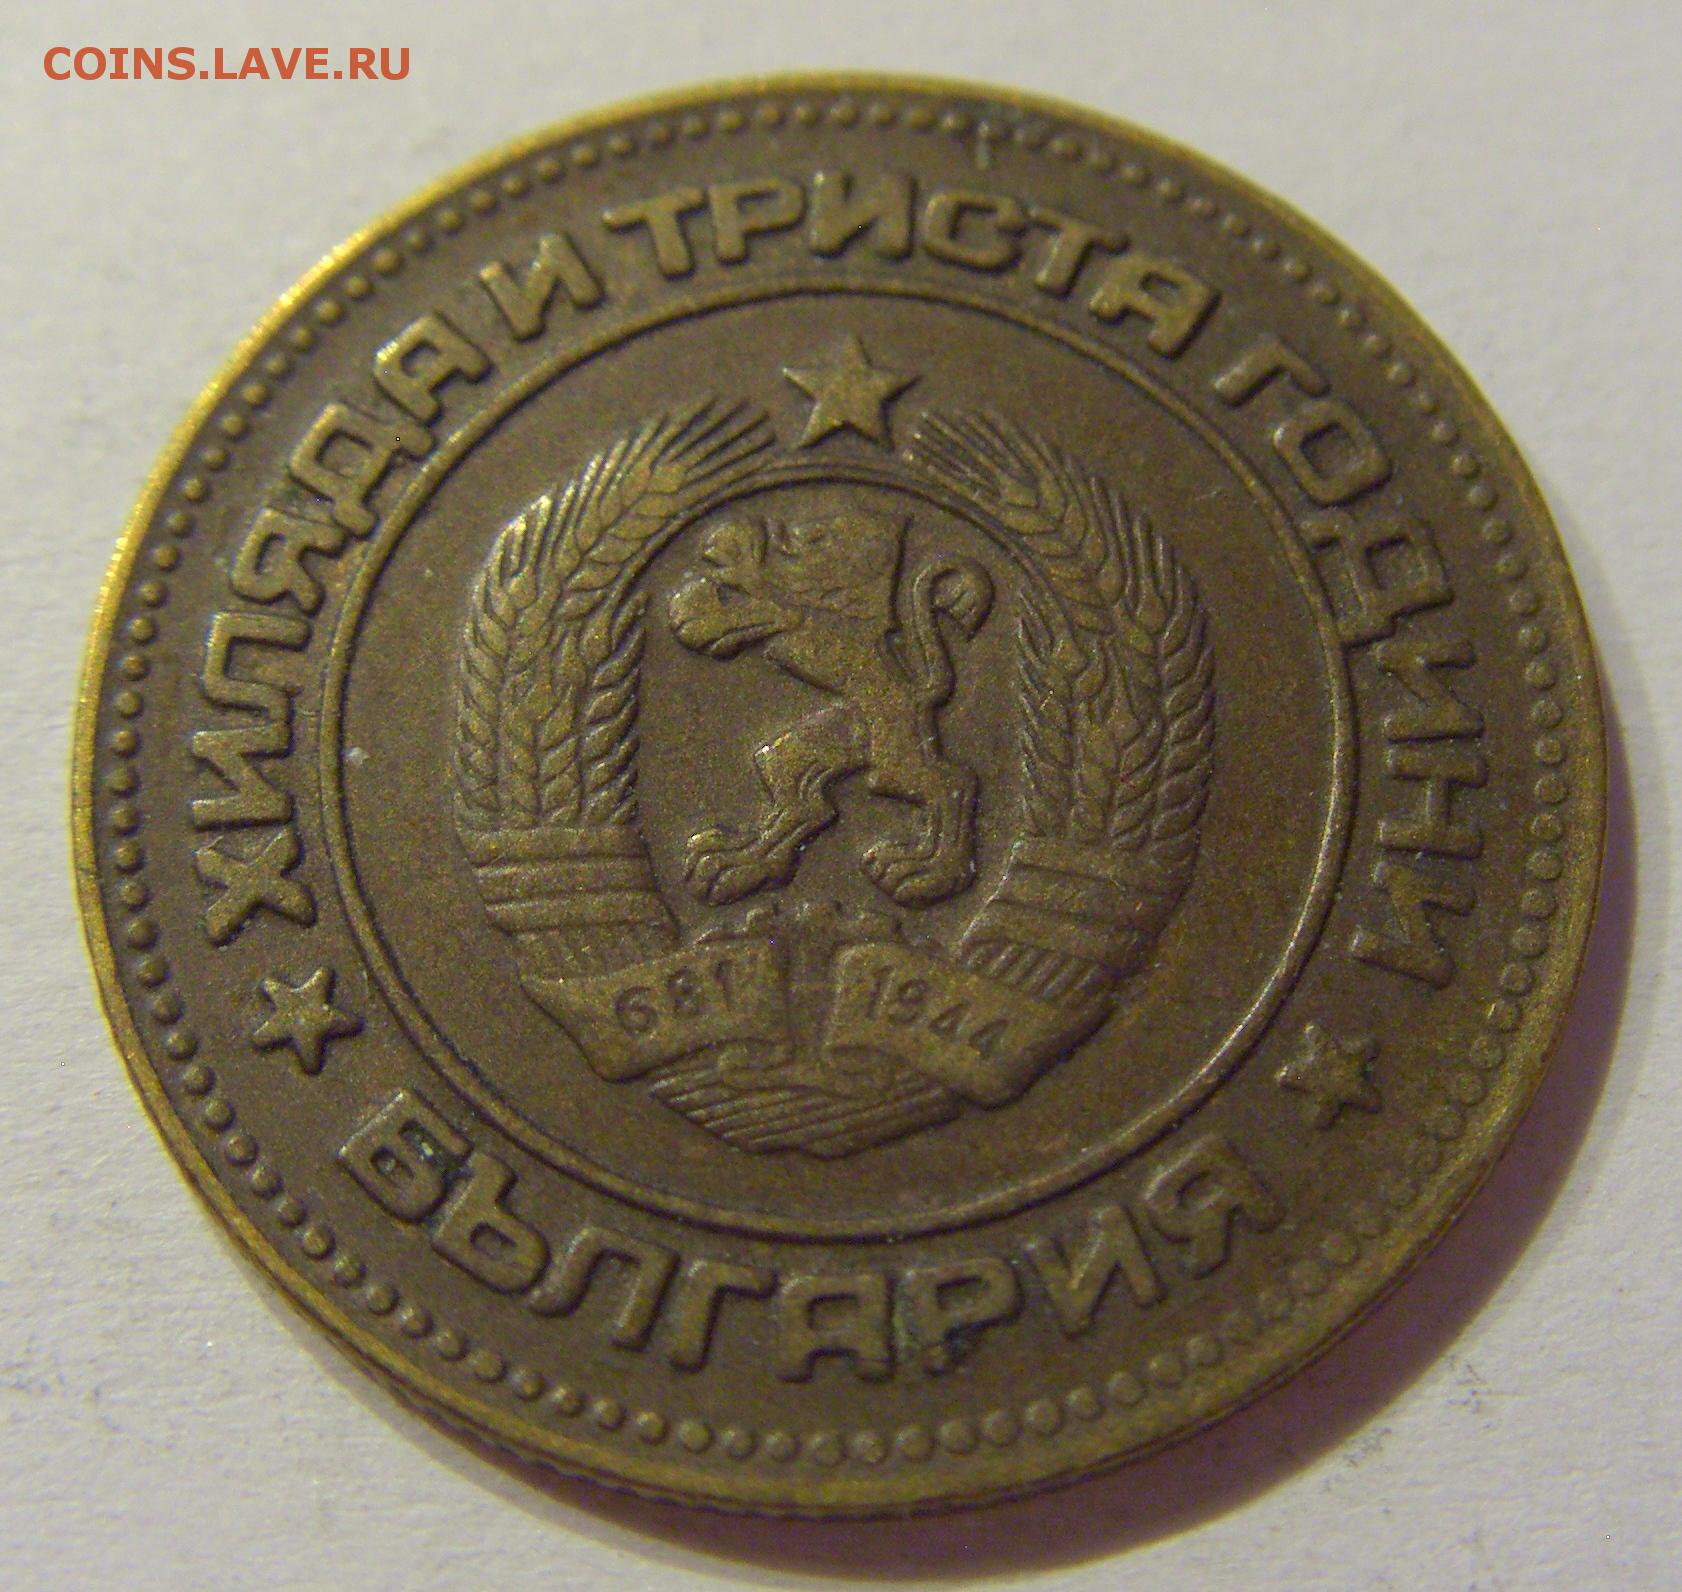 COINS.LAVE.RU
ХИЛЯДА И ТРИСТА ГОДИНИ
681 1944
БЪЛГАРИЯ